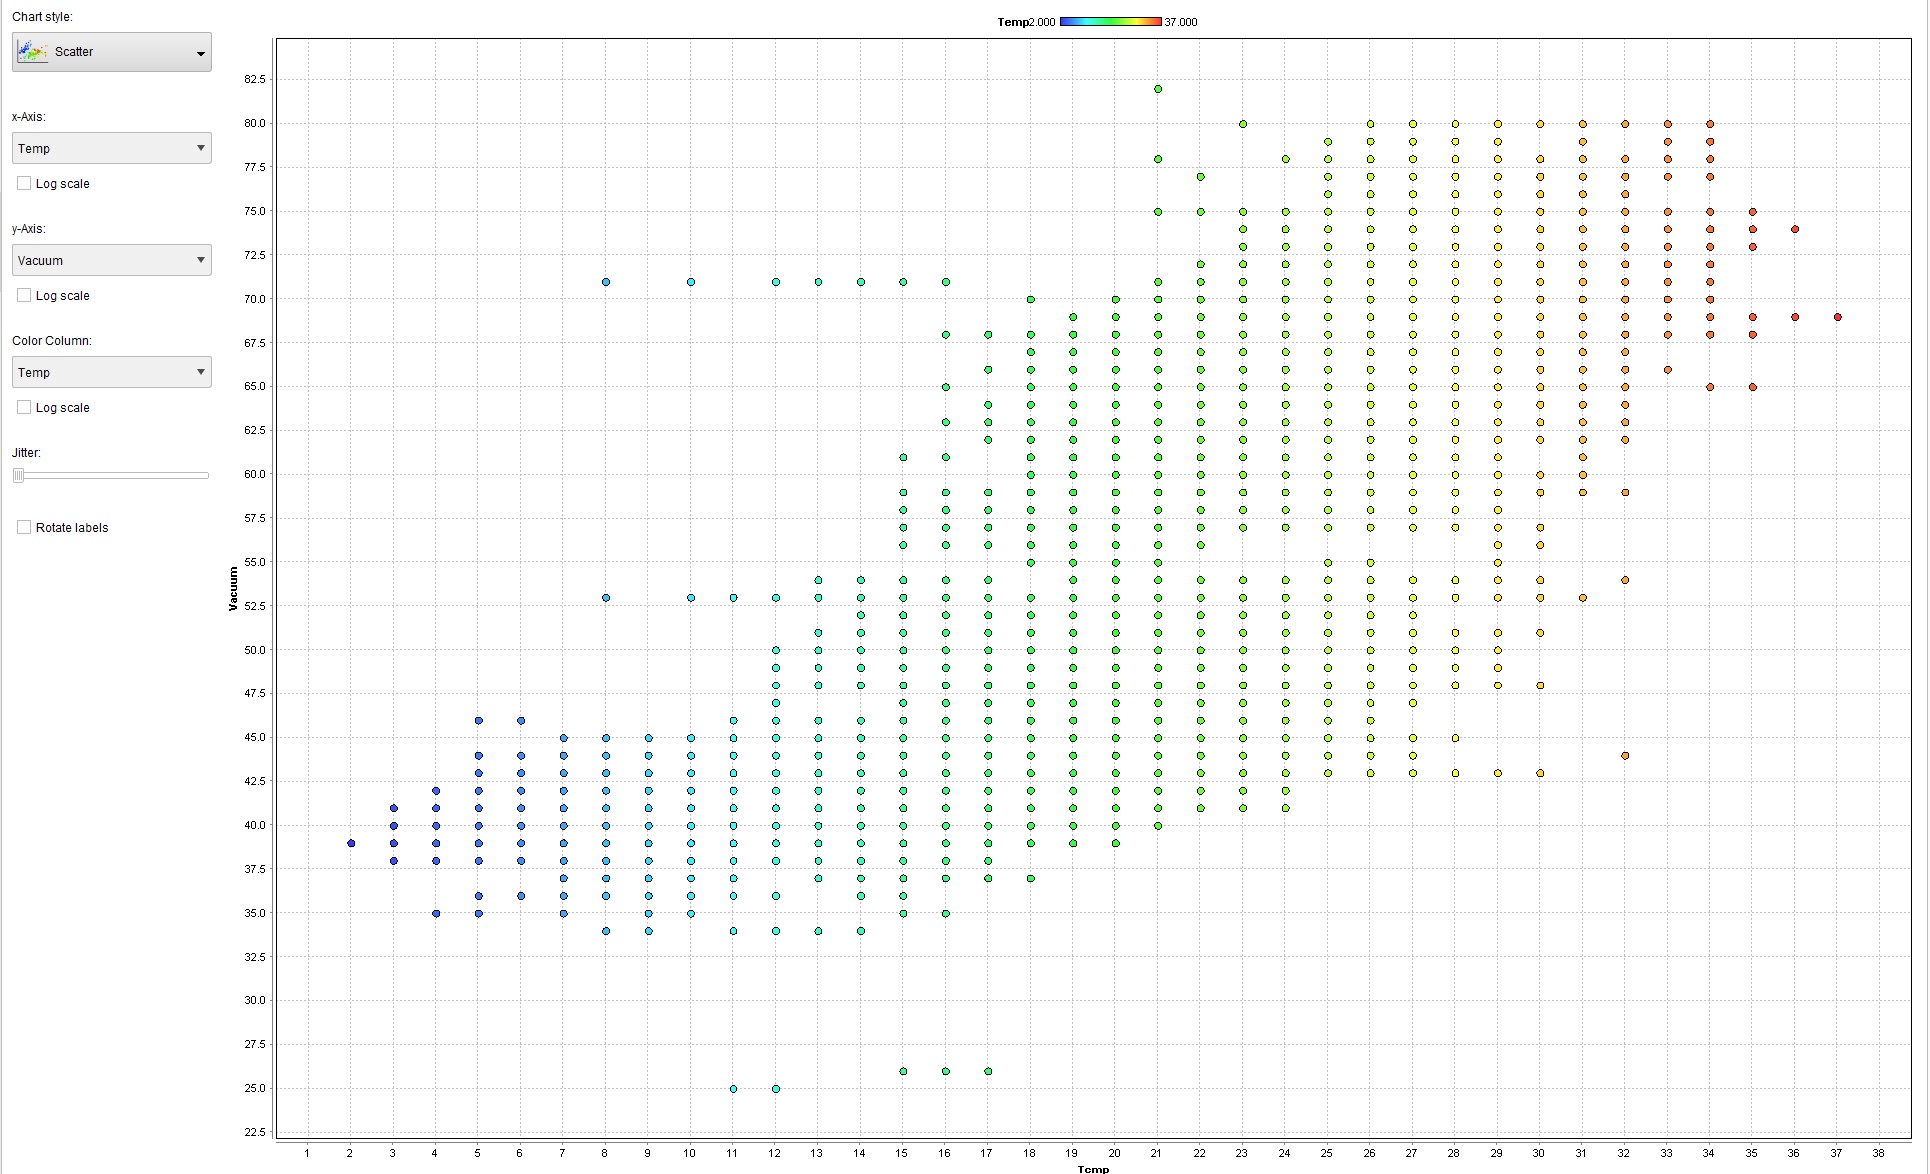 Chart style:
Scatter
x-Axis:
Temp
Log scale
y-Axis:
Vacuum
Log scale
Color Column:
Temp
Log scale
Jitter:
Rotate labels
Temp2.000 37.000
82.5
80.0
77.5
75.0
72.5
70.0
67.5
65.0
62.5
60.0
57.5
55.0
52.5
50.0
47.5
45.0
42.5
40.0
37.5
35.0
32.5
30.0
27.5
25.0
22.5
Vacuum
1 2 3 4 5 6 7 8 9 10 11 12 13 14 15 16 17 18 19 20 21 22 23 24 25 26 27 28 29 30 31 32 33 34 35 36 37 38
Temp